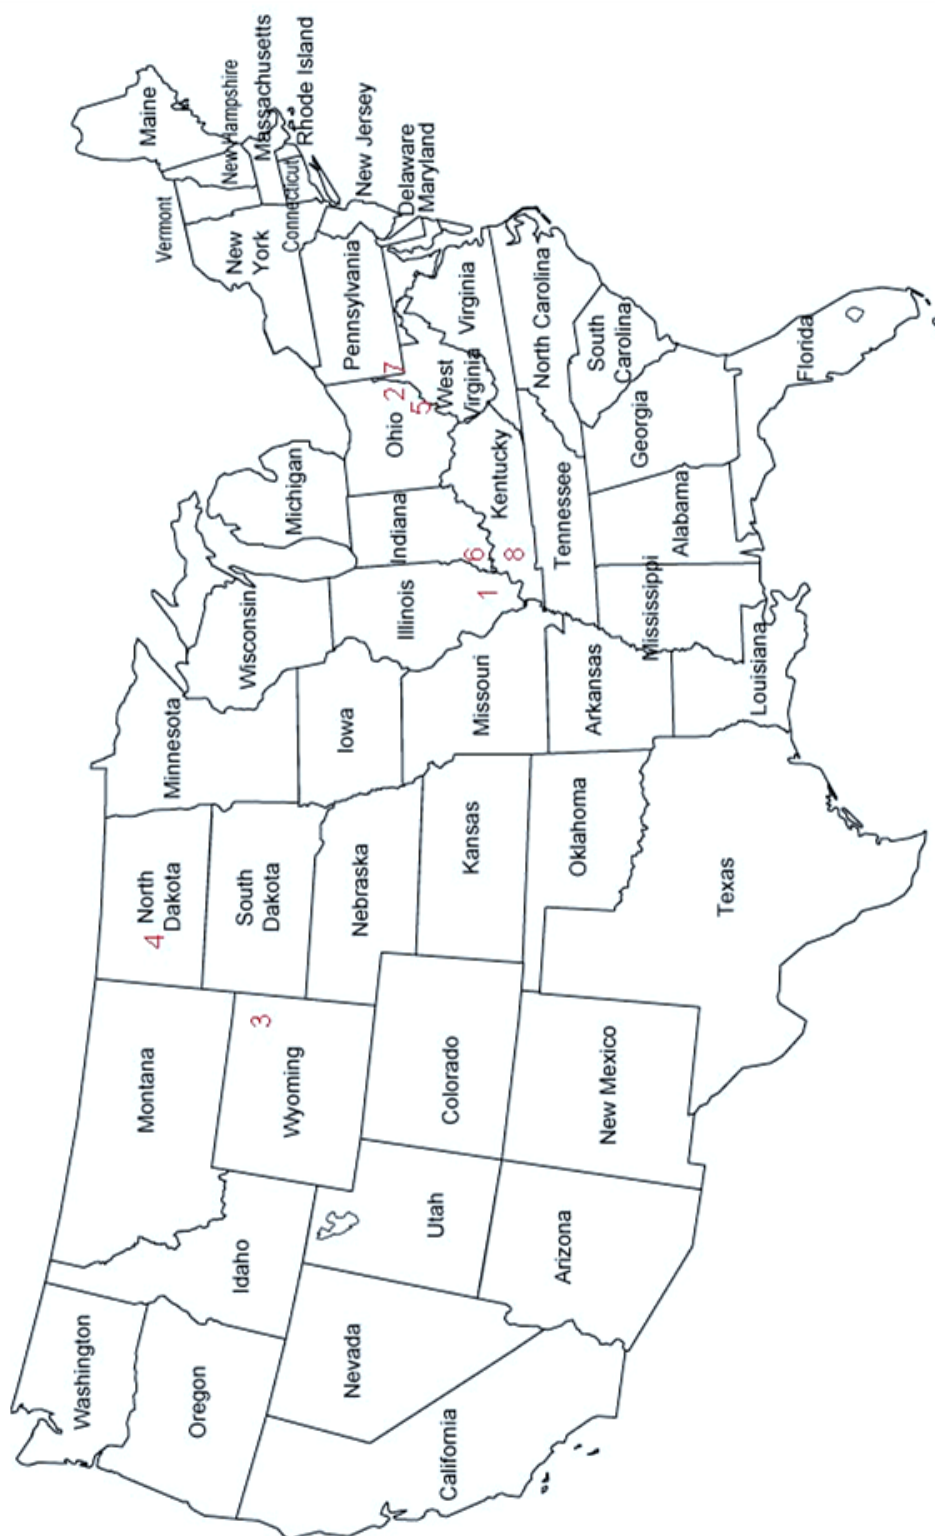 Washington
Oregon
California
Nevada
Idaho
Montana
Wyoming
3
Utah
Arizona
Colorado
New Mexico
4
North
Dakota
South
Dakota
Nebraska
Kansas
Oklahoma
Texas
Minnesota
Iowa
Missouri
Arkansas
Louisiana
Wisconsin
Illinois
1
Michigan
Indiana
6
8
Kentucky
Tennessee
Mississippi
Alabama
Georgia
Florida
South
Carolina
North Carolina
Virginia
West
Virginia
Ohio
2
5
7
Pennsylvania
New
York
Vermont
Maine
New Hampshire
Massachusetts
Rhode Island
Connecticut
New Jersey
Delaware
Maryland